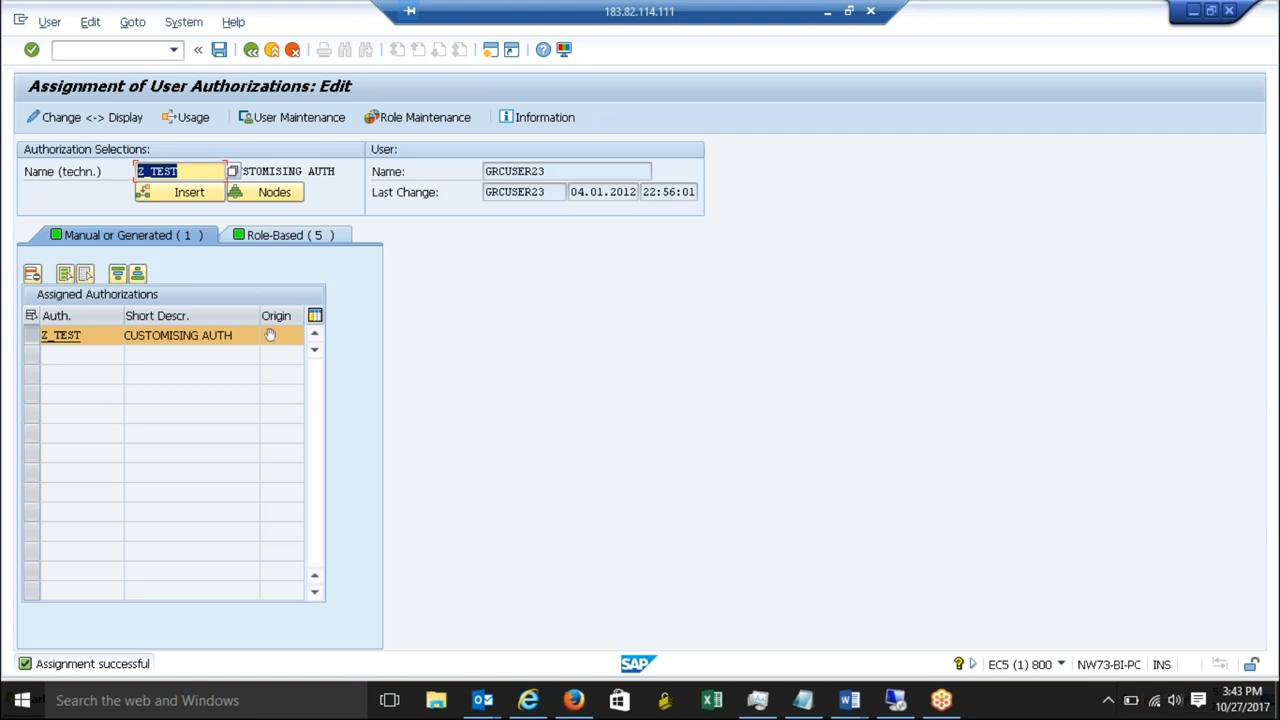 183.82.114.111
User Edit Goto System Help
Assignment of User Authorizations: Edit
Change <-> Display Usage User Maintenance Role Maintenance Information
Authorization Selections: User:
Name (techn.) Z_TEST STOMISING AUTH Name: GRCUSER23
Insert Nodes Last Change: GRCUSER23 04.01.2012 22:56:01
Manual or Generated ( 1 ) Role-Based ( 5 )
Assigned Authorizations
Auth. Short Descr. Origin
Z_TEST CUSTOMISING AUTH
Assignment successful SAP EC5 (1) 800 NW73-BI-PC INS
Search the web and Windows 3:43 PM
10/27/2017